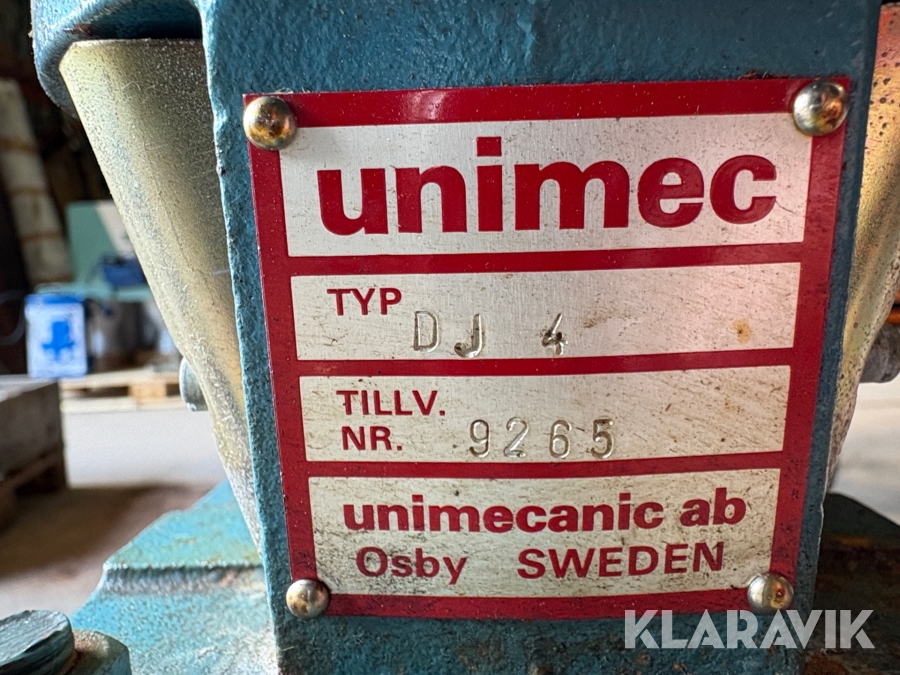 unimec
TYP DJ 4
TILLV.
NR. 9265
unimecanic ab
Osby SWEDEN
KLARAVIK